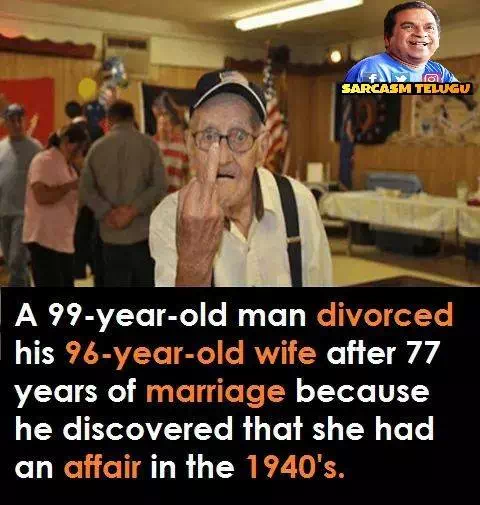 SARCASM TELUGU
A 99-year-old man divorced
his 96-year-old wife after 77
years of marriage because
he discovered that she had
an affair in the 1940's.